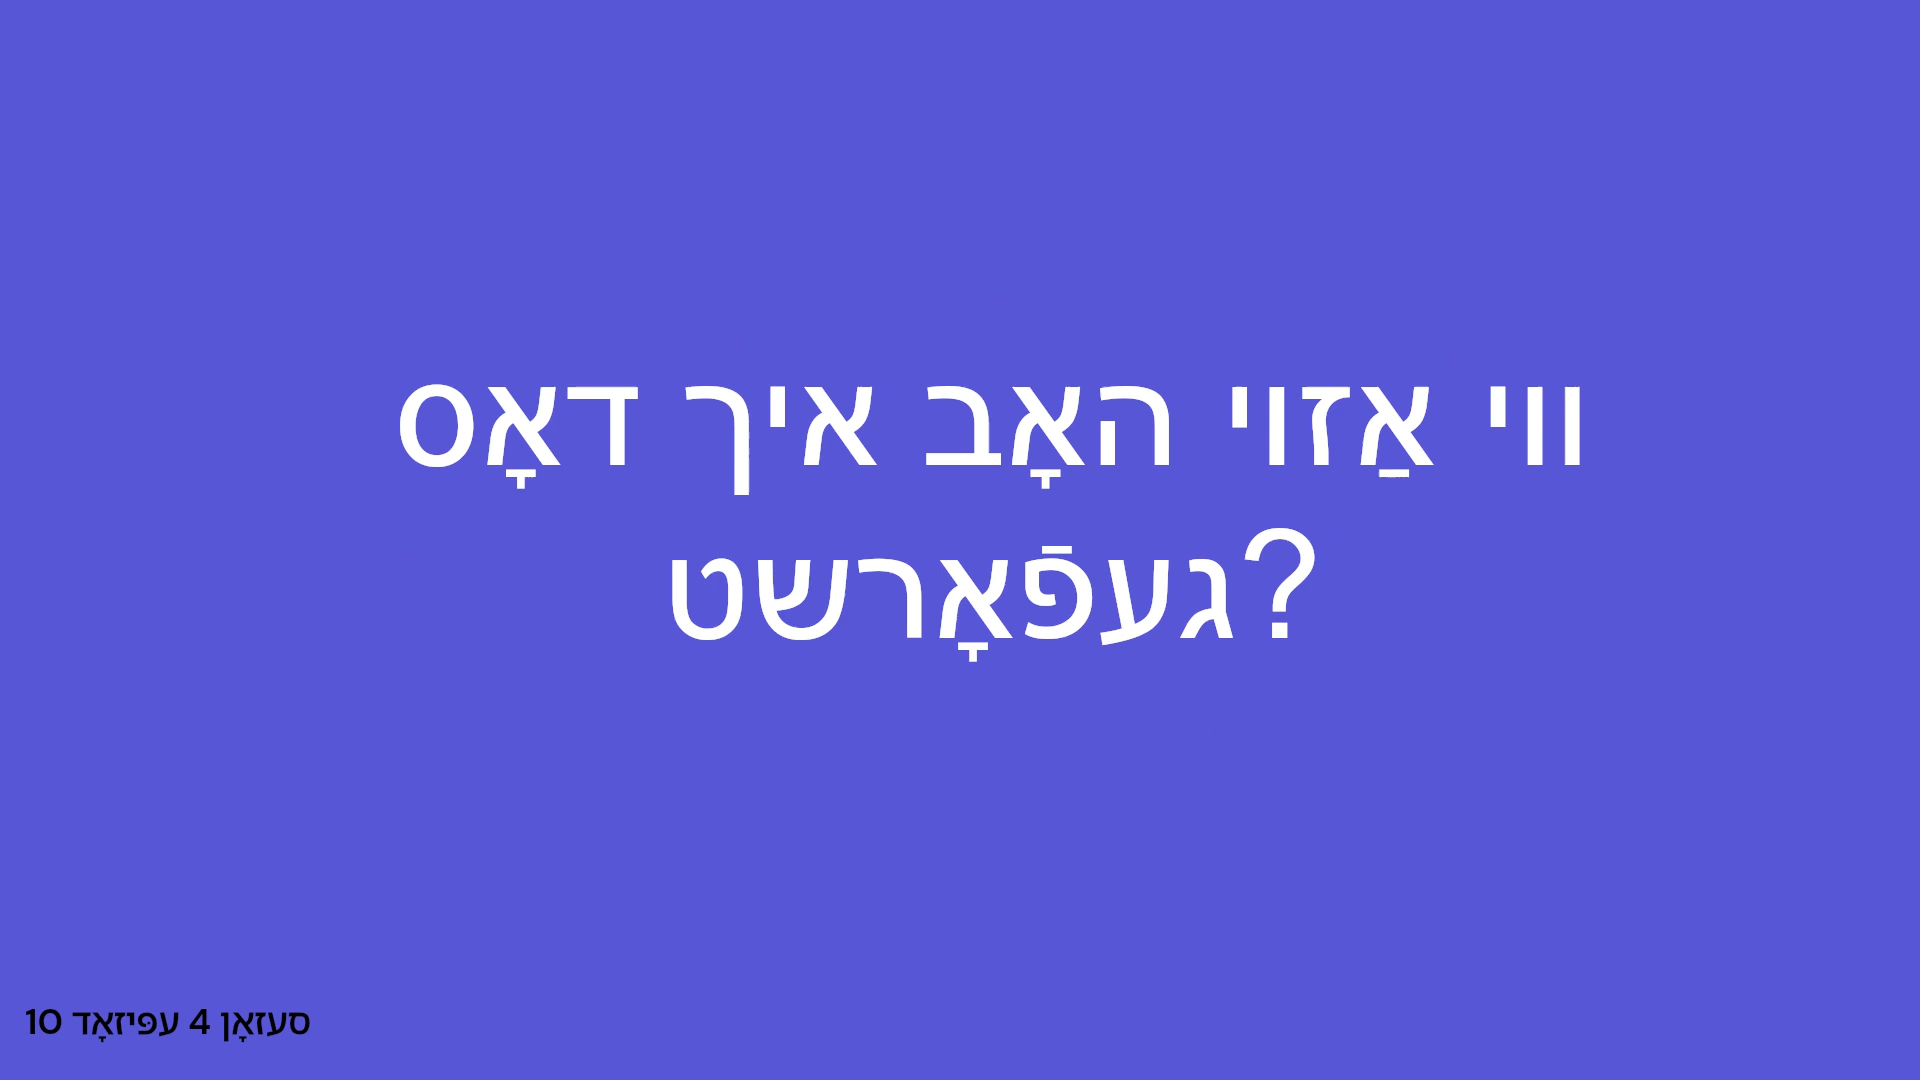 ווי אַזוי האָב איך דאָס
?געפֿאָרשט
סעזאָן 4 עפּיזאָד 10